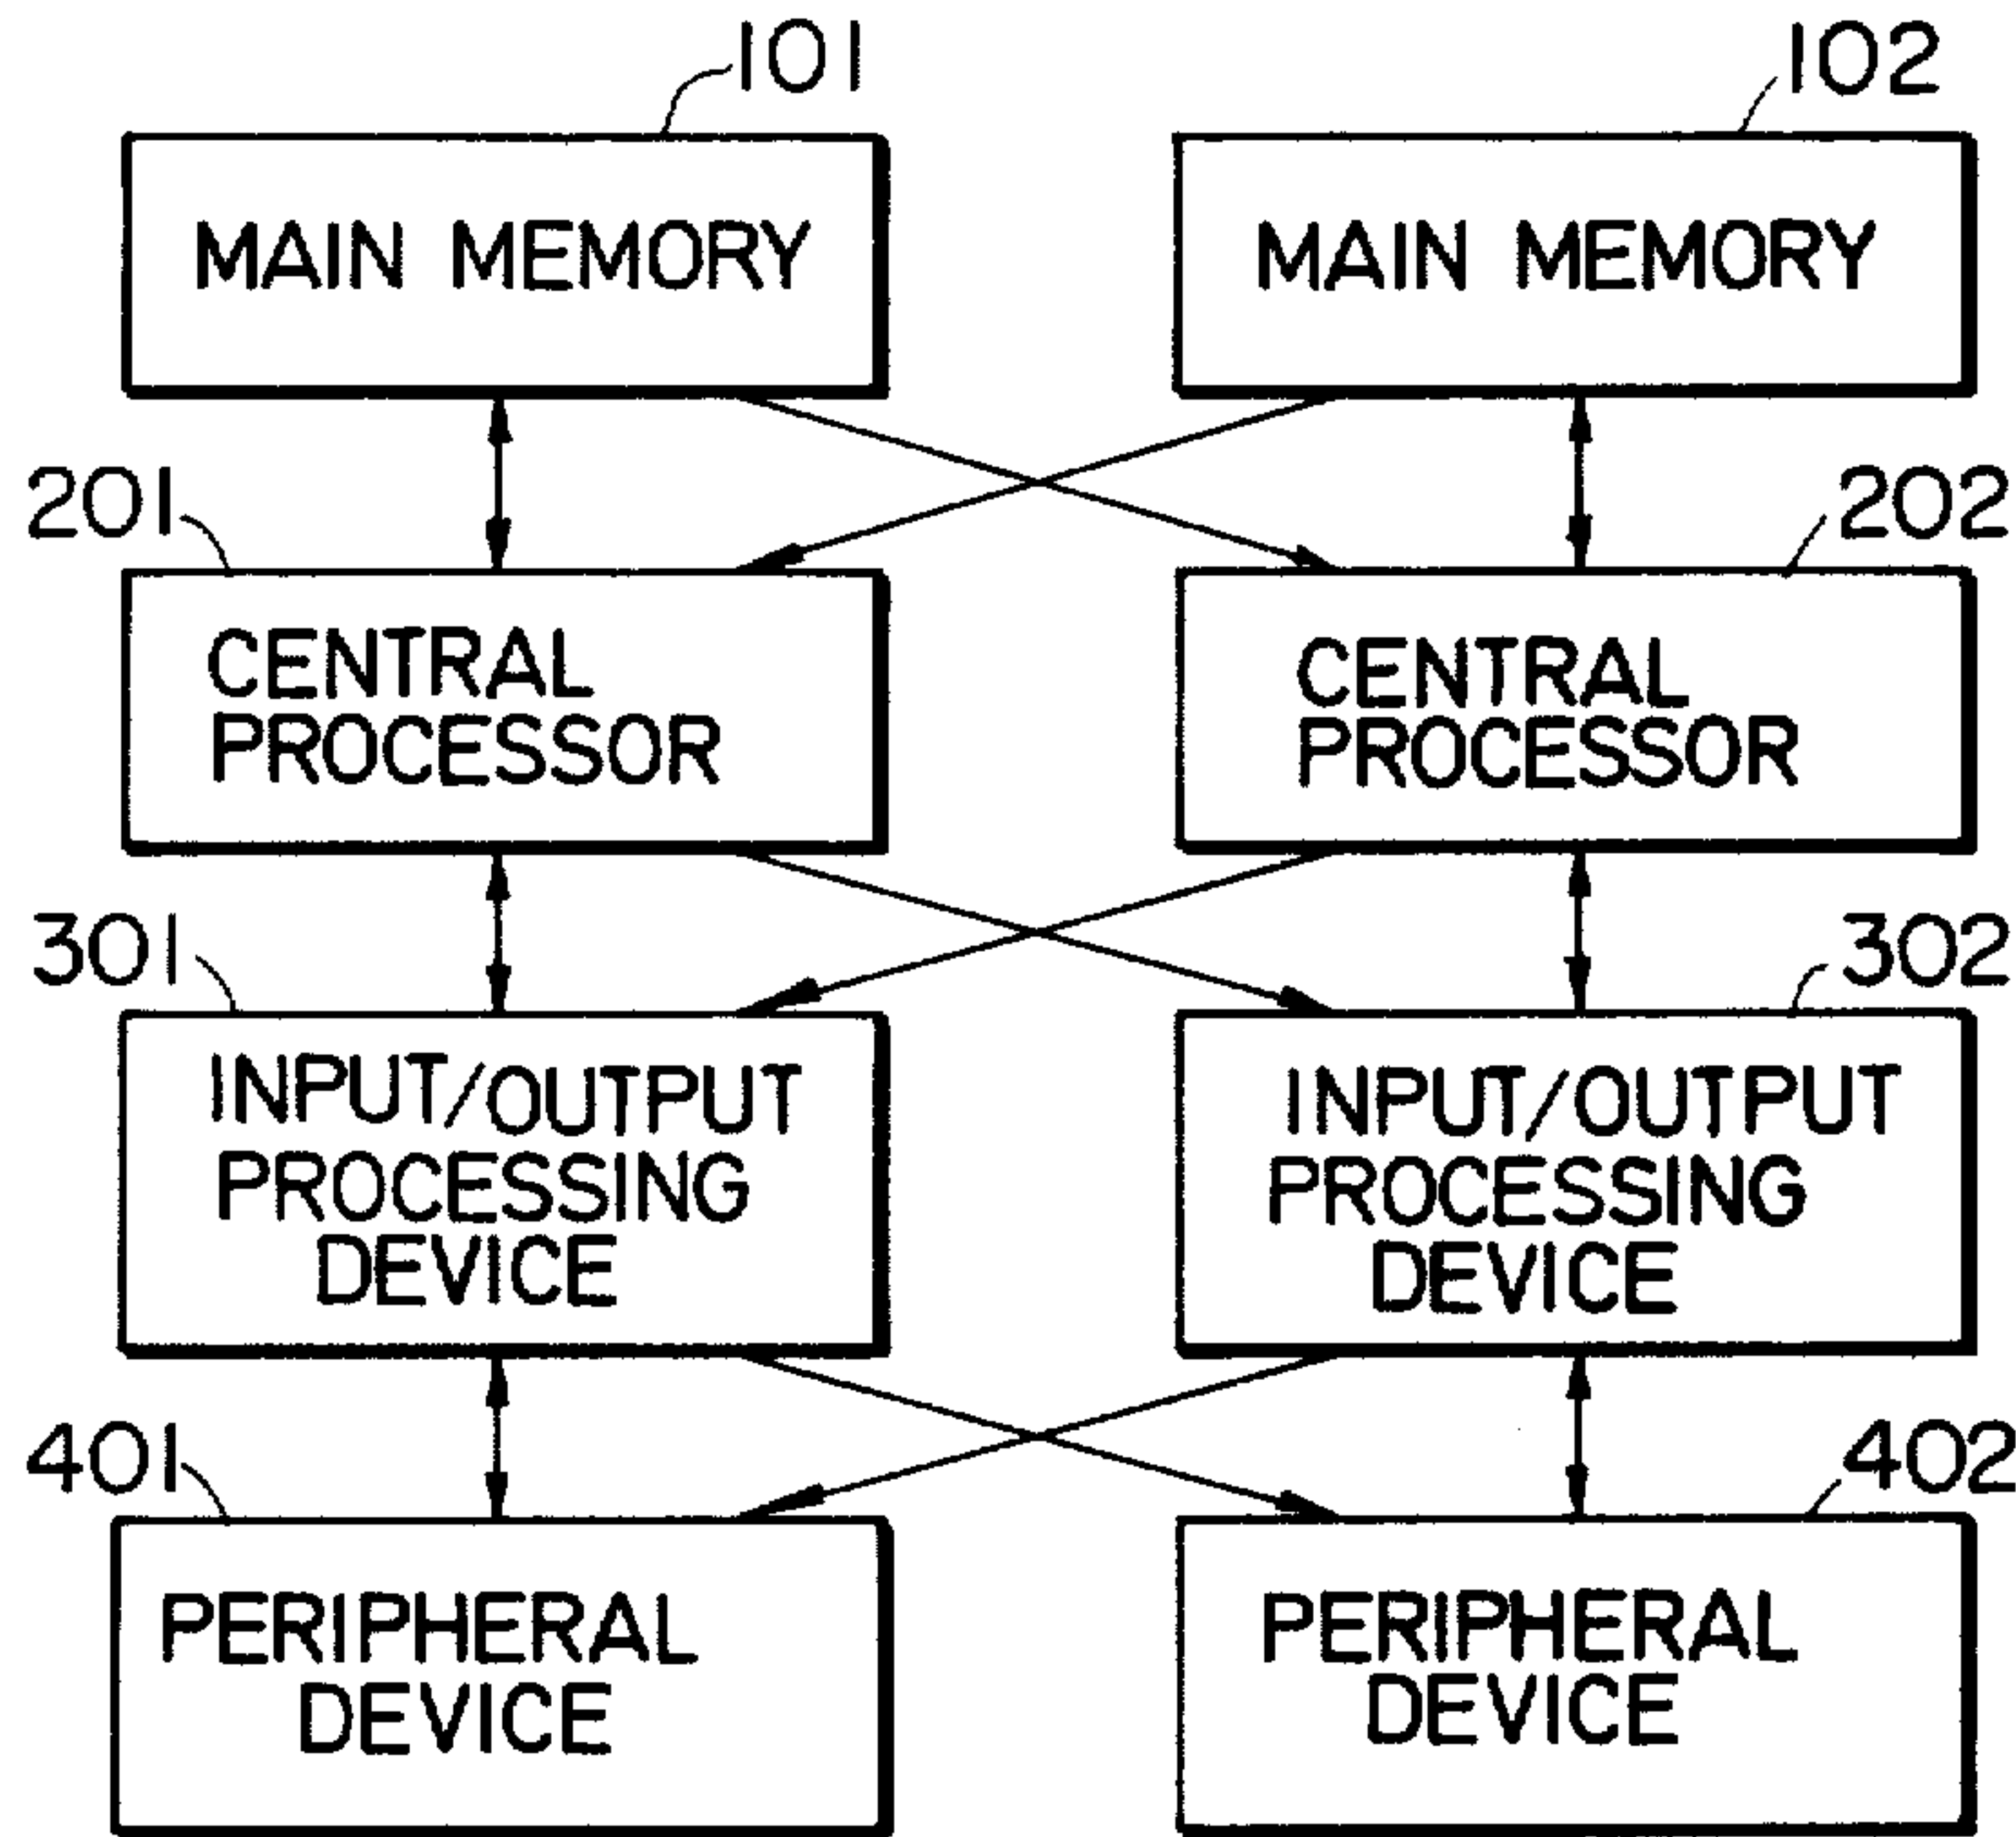 101
102
MAIN MEMORY
MAIN MEMORY
201
202
CENTRAL
PROCESSOR
CENTRAL
PROCESSOR
301
302
INPUT/OUTPUT
PROCESSING
DEVICE
INPUT/OUTPUT
PROCESSING
DEVICE
401
402
PERIPHERAL
DEVICE
PERIPHERAL
DEVICE